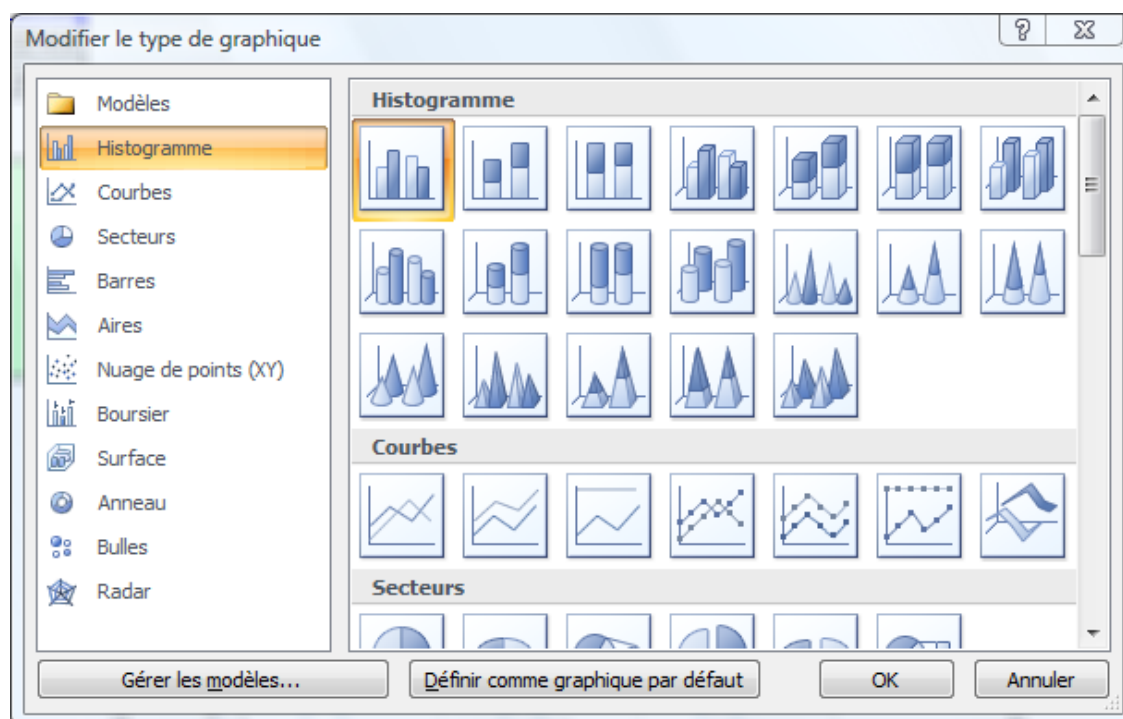 Modifier le type de graphique
Modèles
Histogramme
Courbes
Secteurs
Barres
Aires
Nuage de points (XY)
Boursier
Surface
Anneau
Bulles
Radar
Histogramme
Courbes
Secteurs
Gérer les modèles...
Définir comme graphique par défaut
OK
Annuler